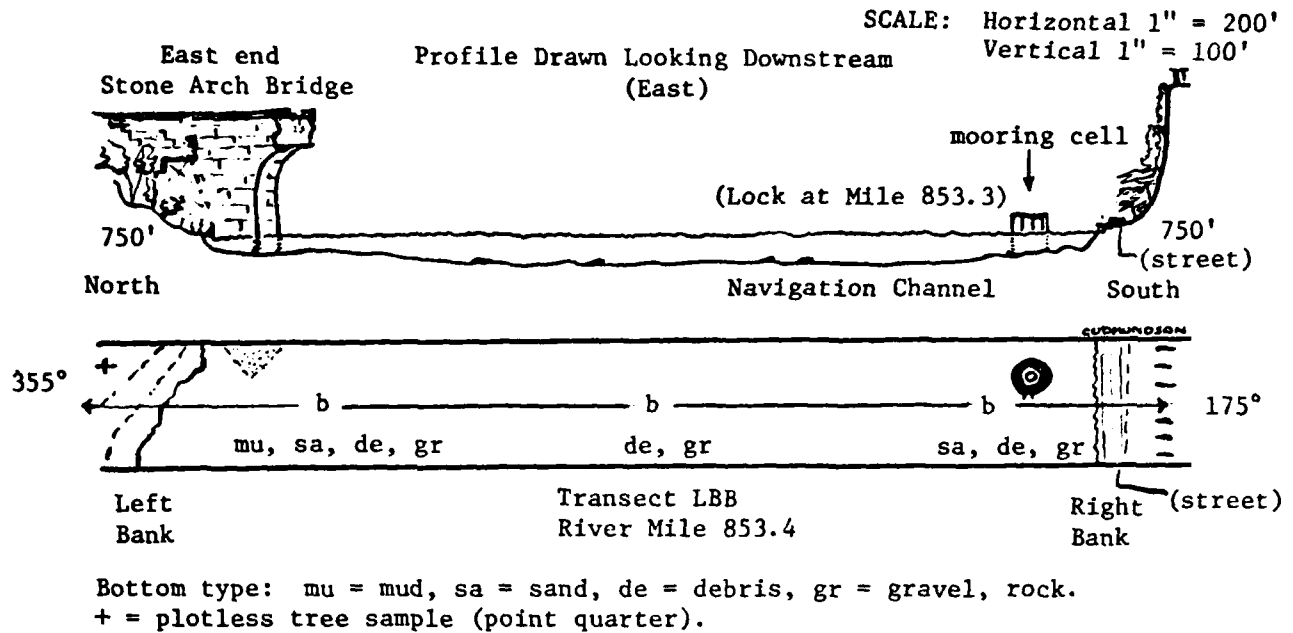 SCALE: Horizontal 1" = 200'
Vertical 1" = 100'
East end
Stone Arch Bridge
Profile Drawn Looking Downstream
(East)
mooring cell
(Lock at Mile 853.3)
750'
750'
(street)
North
Navigation Channel
South
GUDMUNDSON
355°
b
b
b
175°
mu, sa, de, gr
de, gr
sa, de, gr
Left
Bank
Transect LBB
River Mile 853.4
Right
Bank
(street)
Bottom type: mu = mud, sa = sand, de = debris, gr = gravel, rock.
+ = plotless tree sample (point quarter).